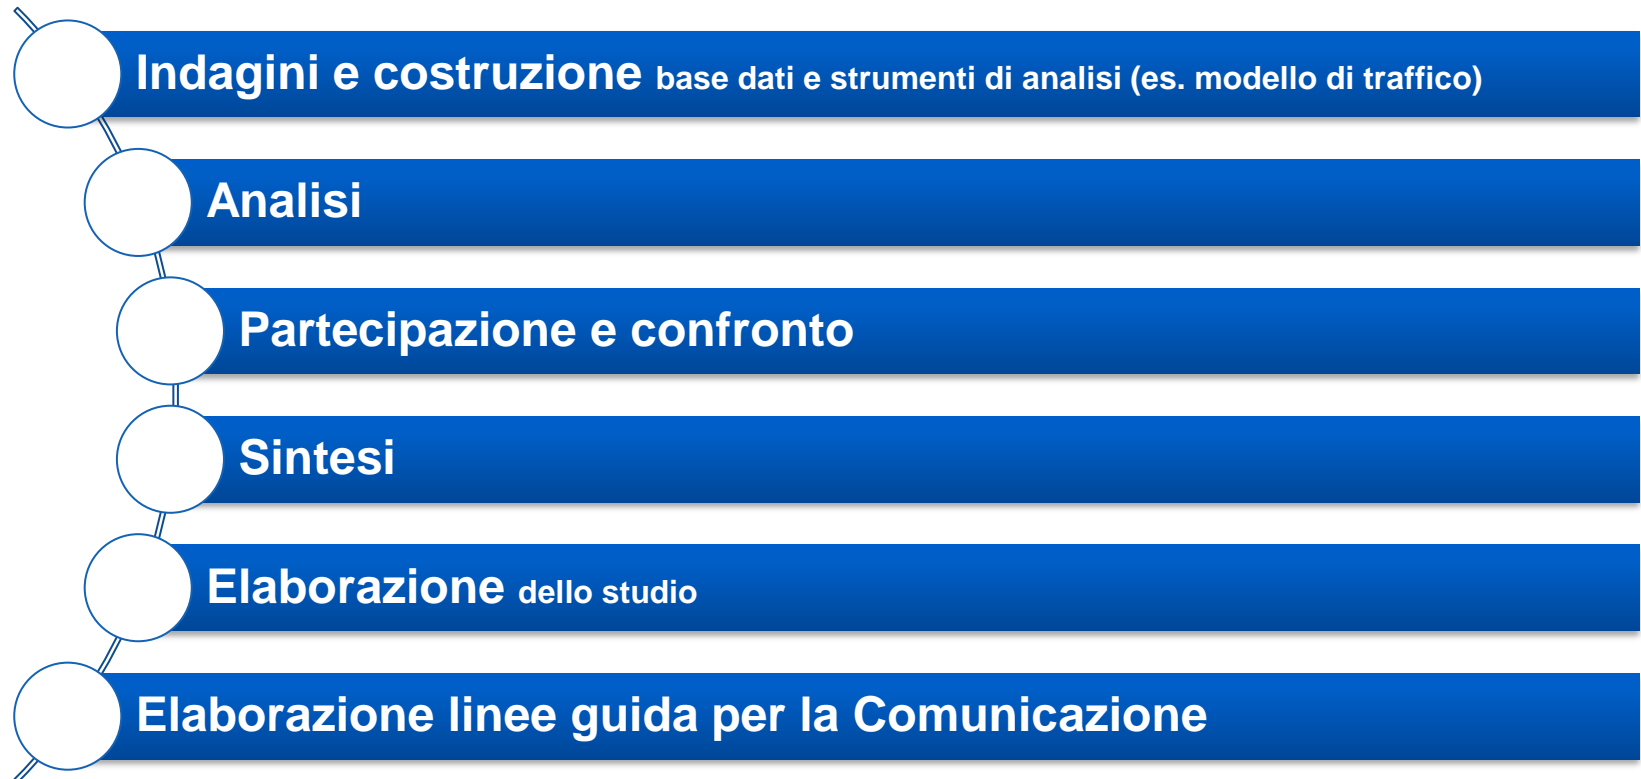 Indagini e costruzione base dati e strumenti di analisi (es. modello di traffico)
Analisi
Partecipazione e confronto
Sintesi
Elaborazione dello studio
Elaborazione linee guida per la Comunicazione